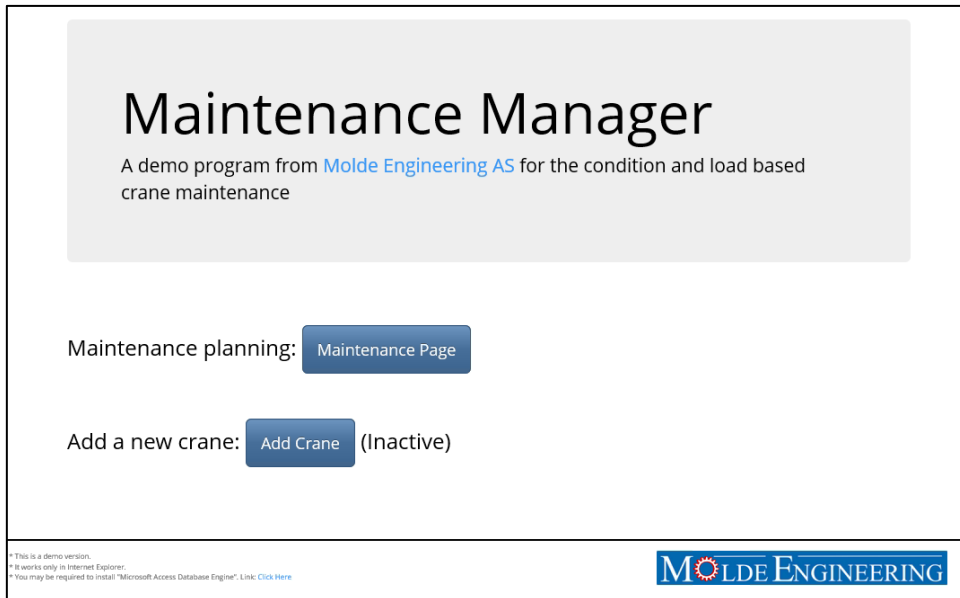 Maintenance Manager
A demo program from Molde Engineering AS for the condition and load based
crane maintenance
Maintenance planning: Maintenance Page
Add a new crane: Add Crane (Inactive)
* This is a demo version.
* It works only in Internet Explorer.
* You may be required to install "Microsoft Access Database Engine". Link: Click Here
MOLDE ENGINEERING